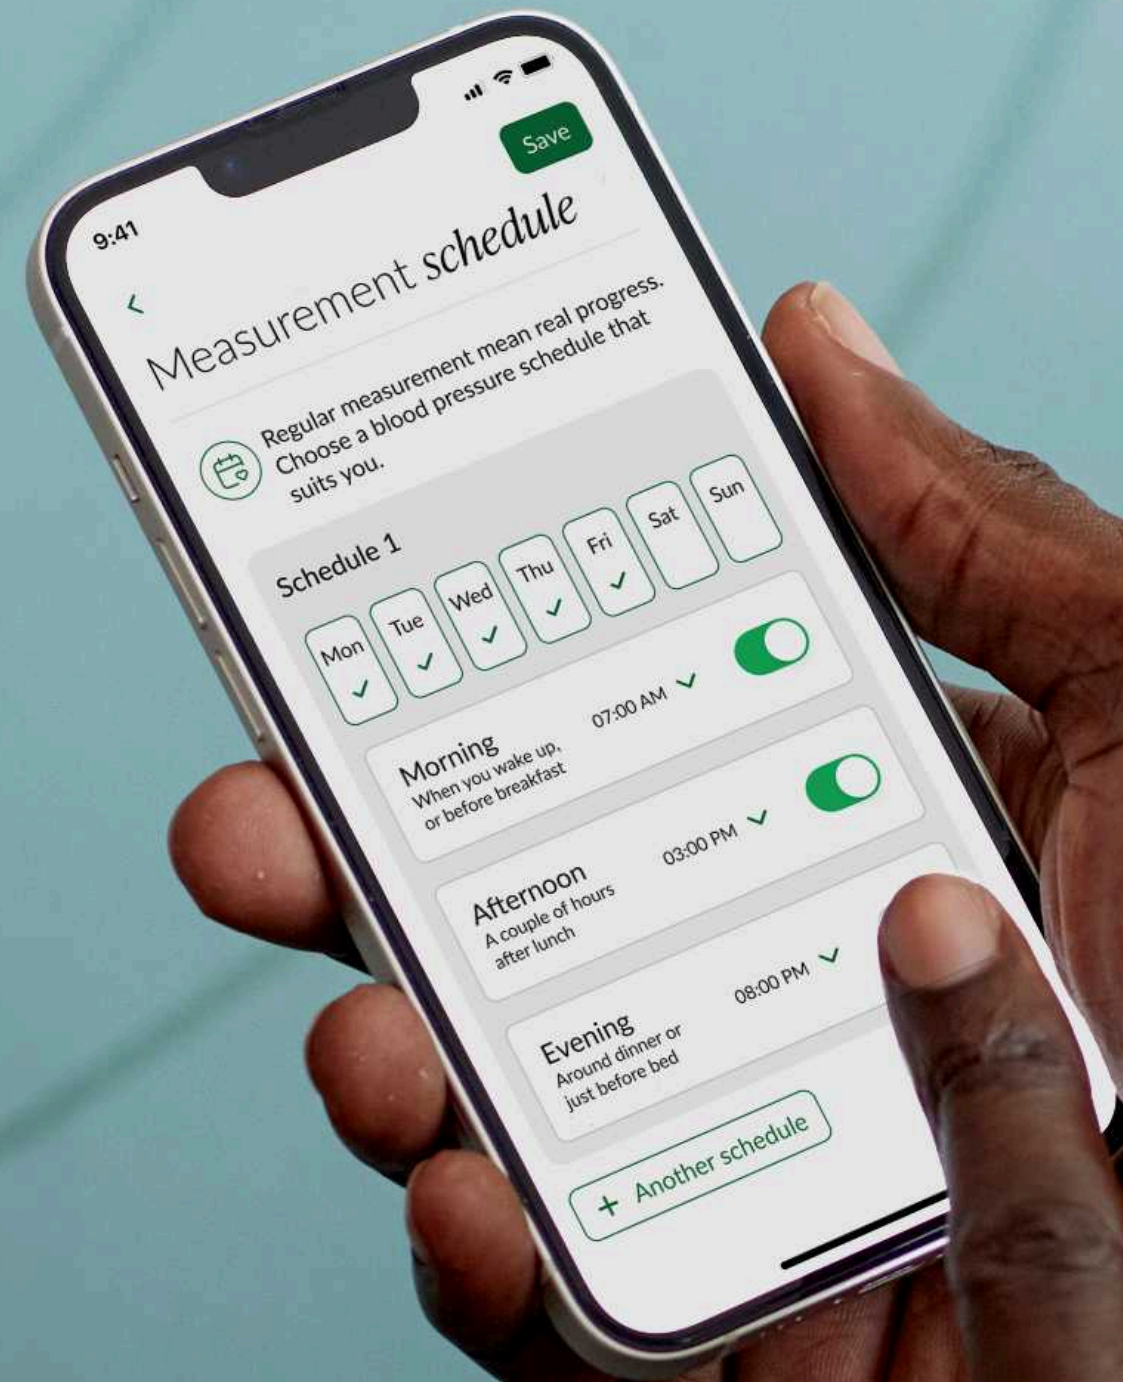 9:41
Save
Measurement schedule
Regular measurement mean real progress.
Choose a blood pressure schedule that
suits you.
Schedule 1
Mon Tue Wed Thu Fri Sat Sun
Morning
When you wake up,
or before breakfast
07:00 AM
Afternoon
A couple of hours
after lunch
03:00 PM
Evening
Around dinner or
just before bed
08:00 PM
+ Another schedule